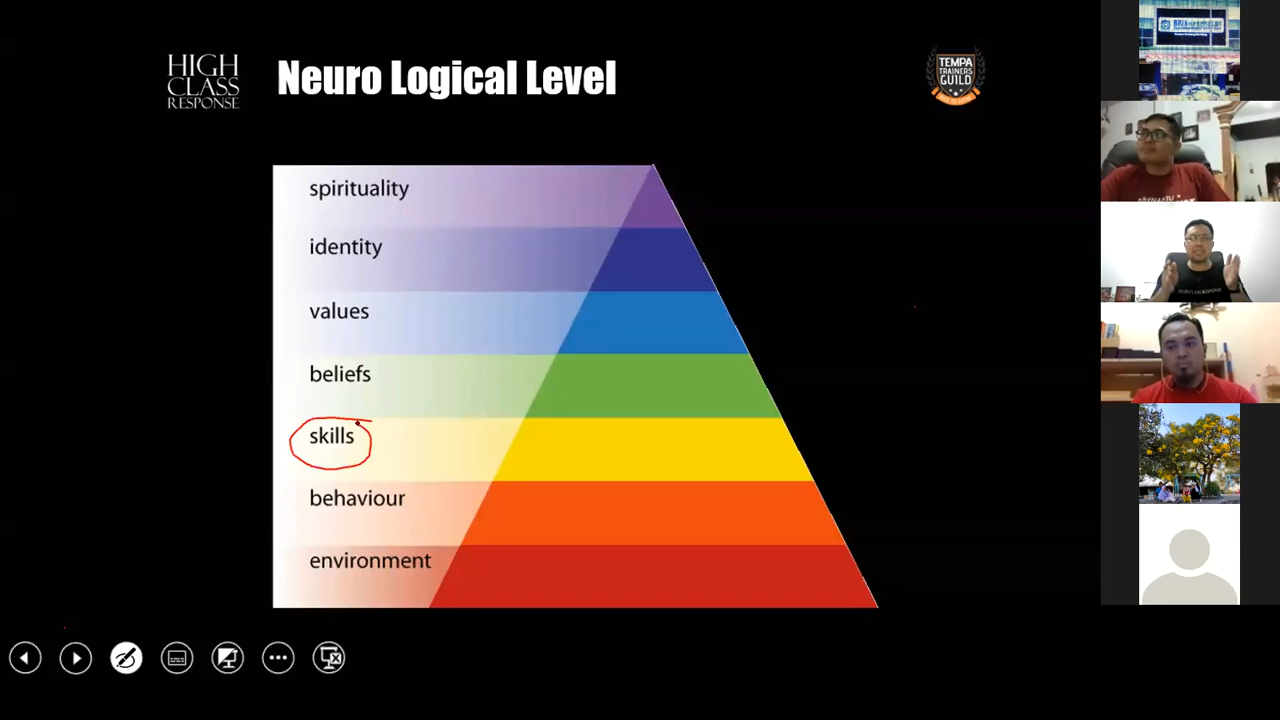 HIGH
CLASS
RESPONSE
Neuro Logical Level
TEMPA
TRAINERS
GUILD
spirituality
identity
values
beliefs
skills
behaviour
environment